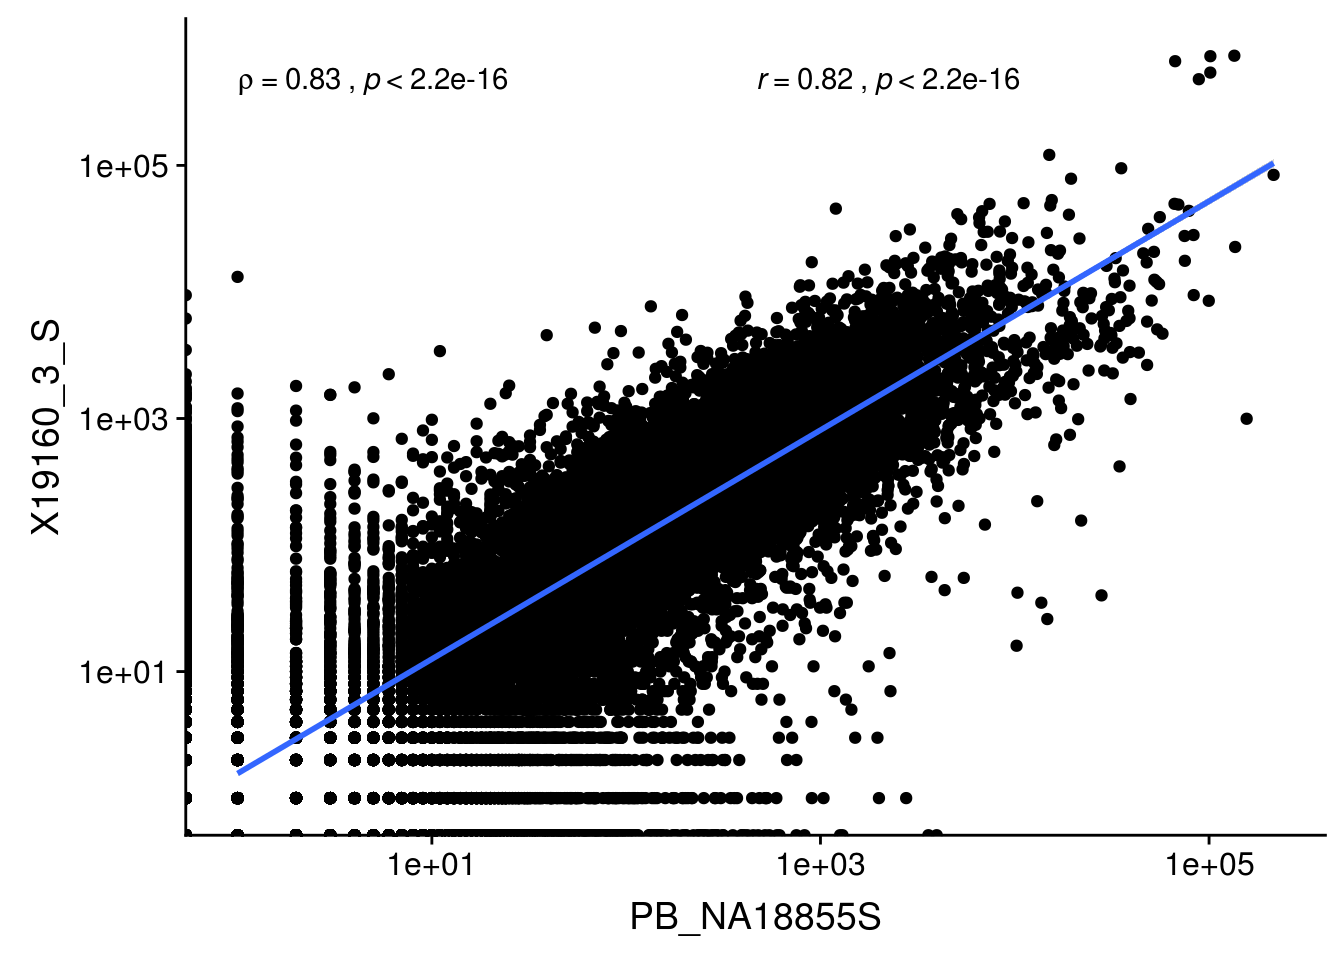 ρ = 0.83 , p < 2.2e-16
r = 0.82 , p < 2.2e-16
1e+05
1e+03
1e+01
X19160_3_S
1e+01
1e+03
1e+05
PB_NA18855S